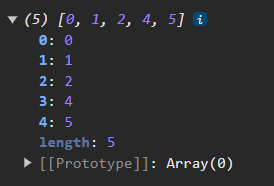 ▼ (5) [0, 1, 2, 4, 5] i
0: 0
1: 1
2: 2
3: 4
4: 5
length: 5
▶ [[Prototype]]: Array(0)